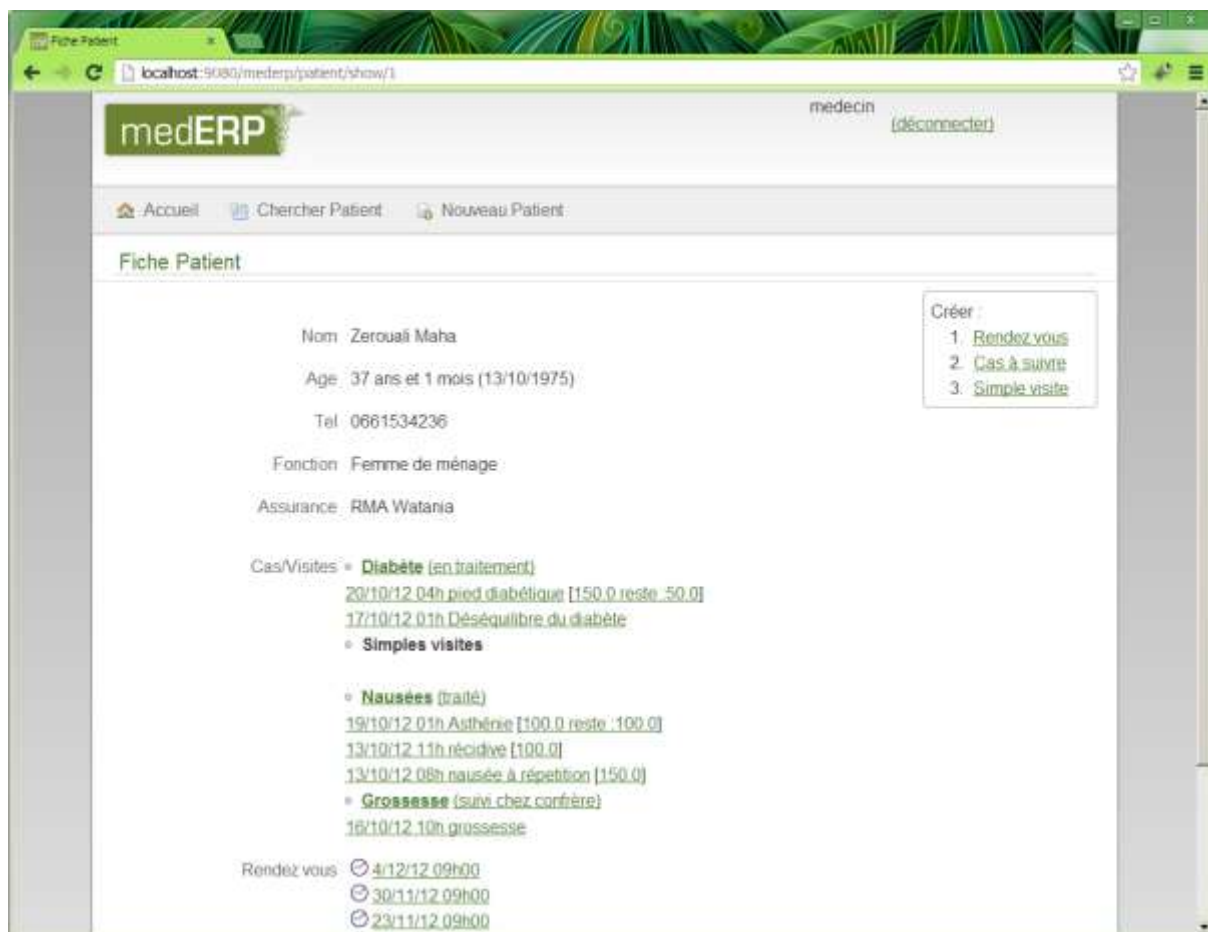 Fiche Patient
localhost:9080/mederp/patient/show/1
medERP
medecin
(déconnecter)
Accueil Chercher Patient Nouveau Patient
Fiche Patient
Créer :
1. Rendez vous
2. Cas à suivre
3. Simple visite
Nom Zerouali Maha
Age 37 ans et 1 mois (13/10/1975)
Tel 0661534236
Fonction Femme de ménage
Assurance RMA Watania
Cas/Visites Diabète (en traitement)
20/10/12 04h pied diabétique [150.0 reste :50.0]
17/10/12 01h Déséquilibre du diabète
Simples visites
Nausées (traité)
19/10/12 01h Asthénie [100.0 reste :100.0]
13/10/12 11h récidive [100.0]
13/10/12 08h nausée à répetition [150.0]
Grossesse (suivi chez confrère)
16/10/12 10h grossesse
Rendez vous 4/12/12 09h00
30/11/12 09h00
23/11/12 09h00